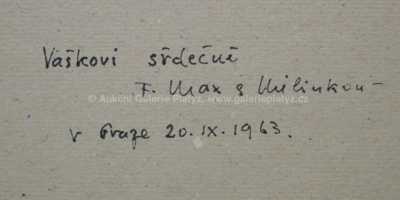 Vaškovi srdečně
F. Max s Milinkou
© Aukční Galerie Platýz, www.galerieplatyz.cz
v Praze 20.IX.1963.